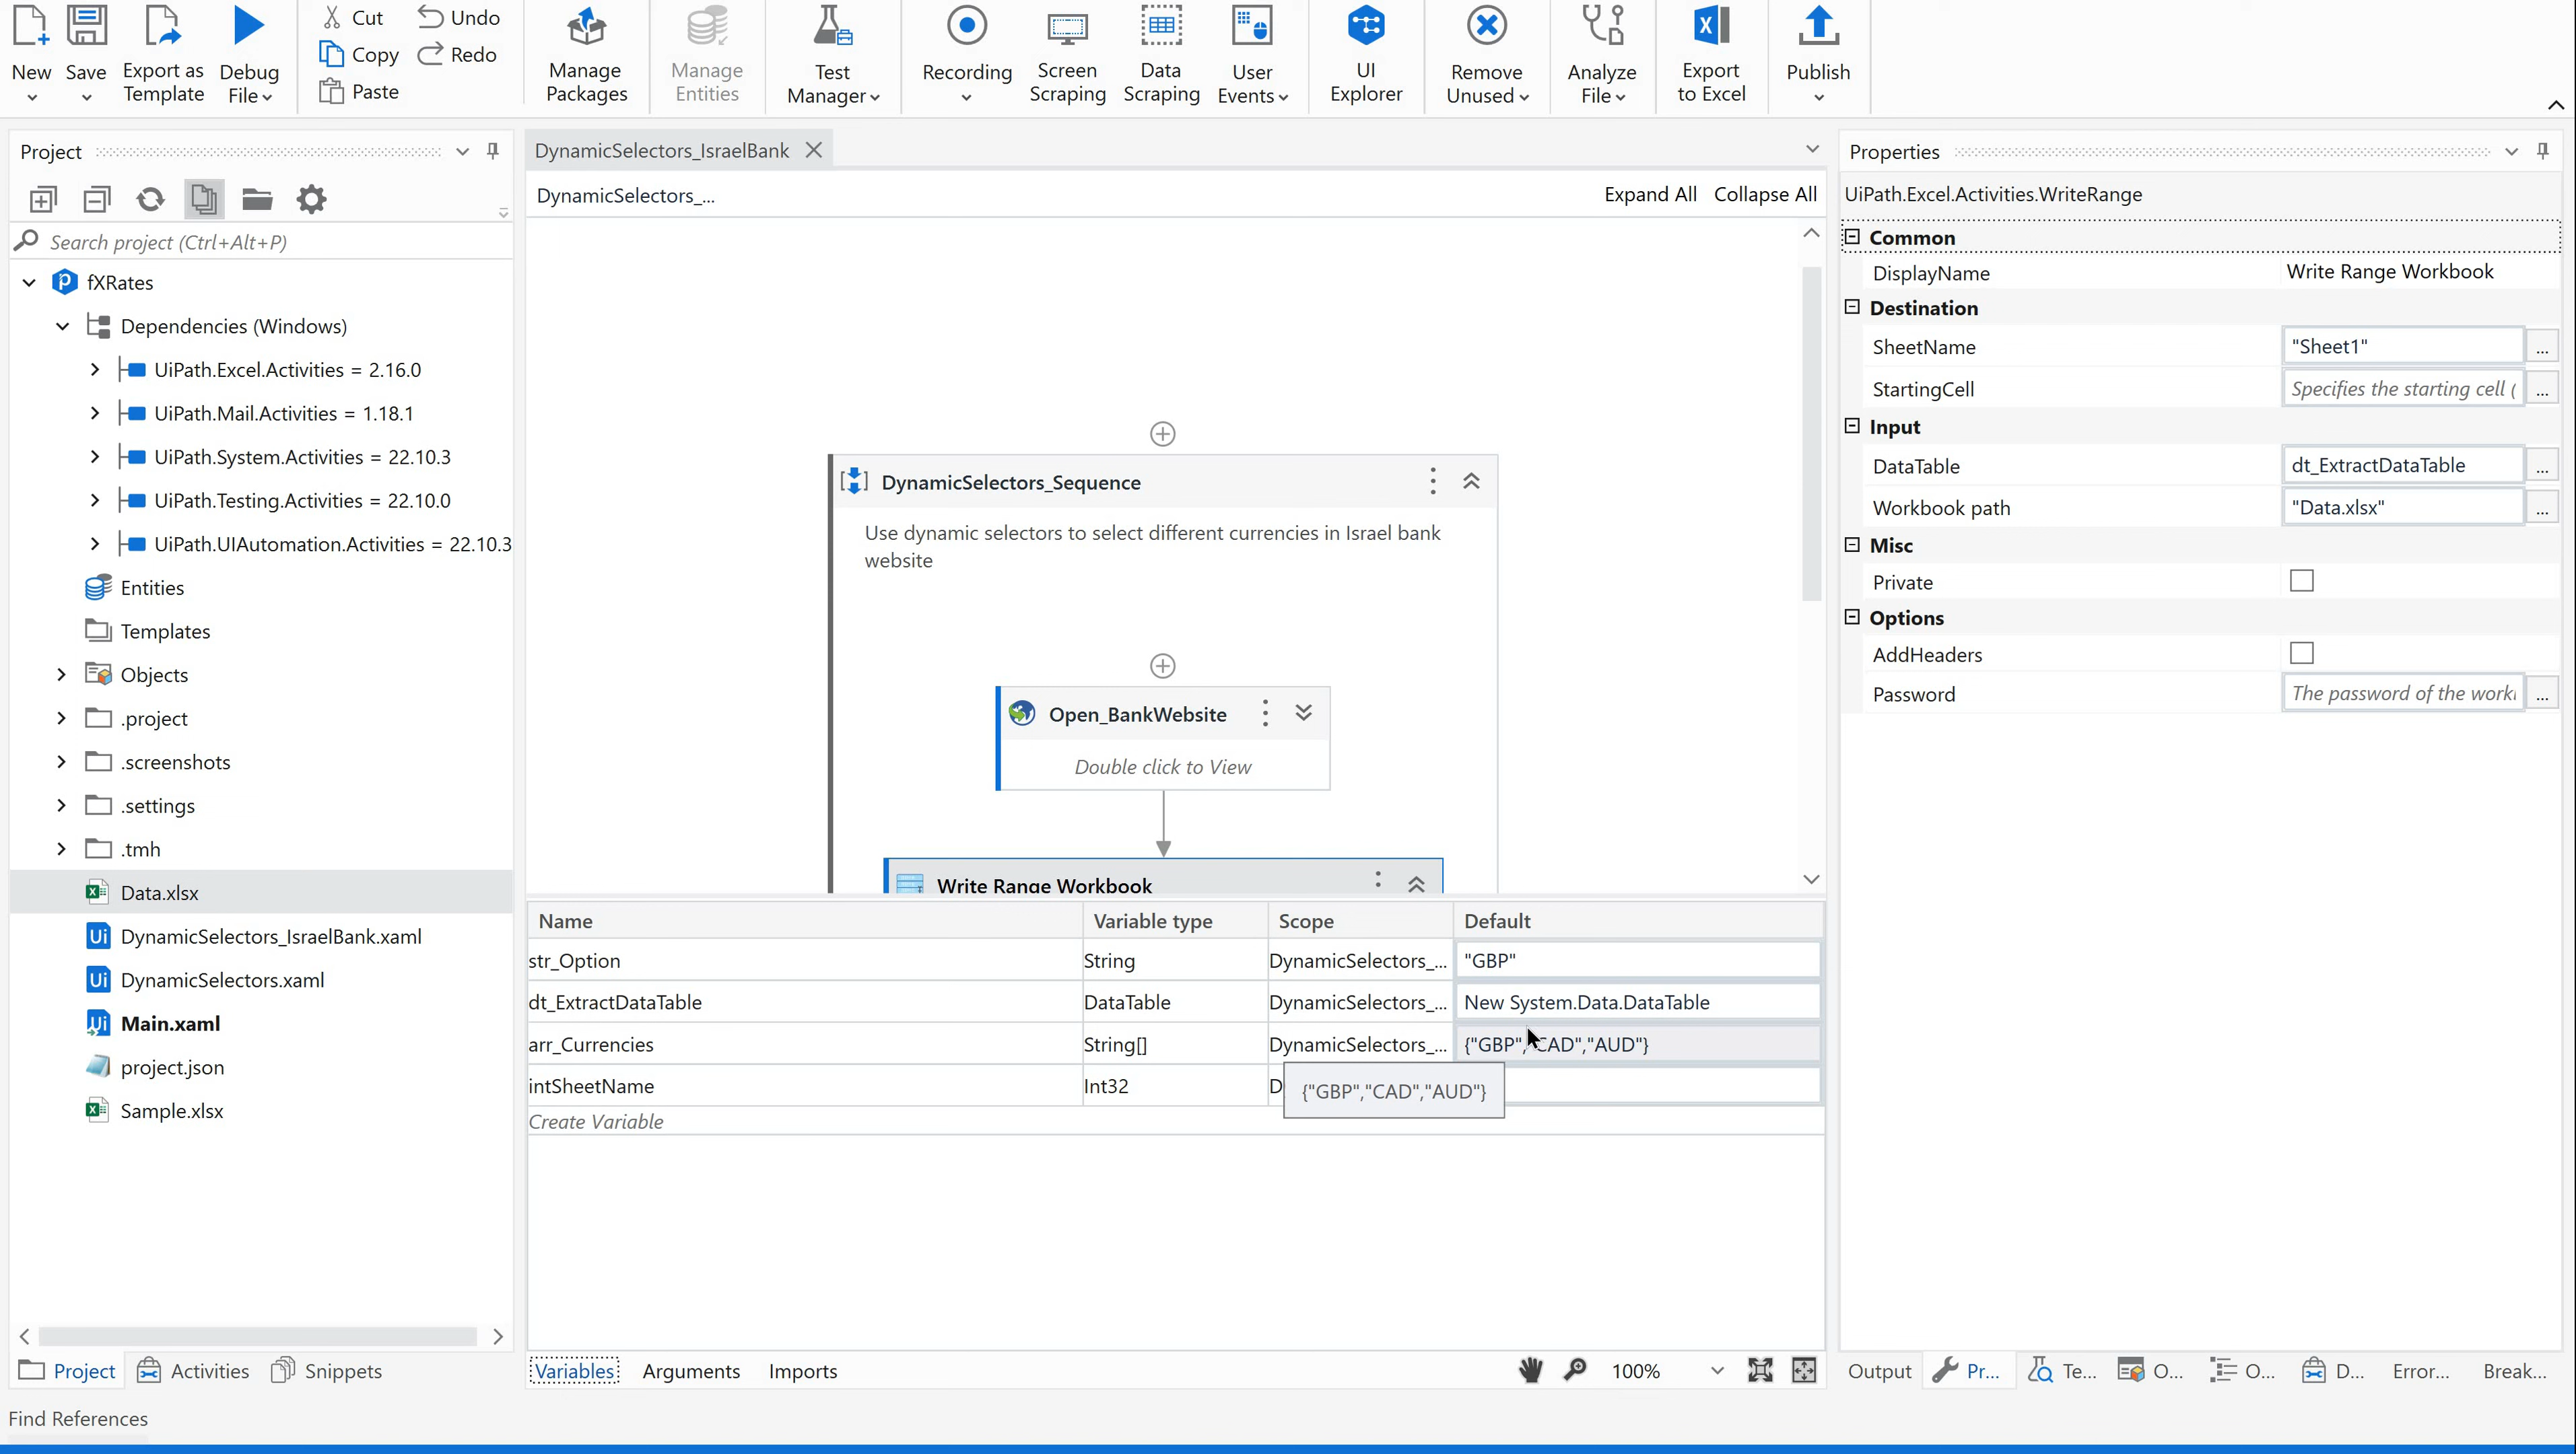 New
Save
Export as
Template
Debug
File
Cut
Copy
Paste
Undo
Redo
Manage
Packages
Manage
Entities
Test
Manager
Recording
Screen
Scraping
Data
Scraping
User
Events
UI
Explorer
Remove
Unused
Analyze
File
Export
to Excel
Publish
Project
Search project (Ctrl+Alt+P)
fXRates
Dependencies (Windows)
UiPath.Excel.Activities = 2.16.0
UiPath.Mail.Activities = 1.18.1
UiPath.System.Activities = 22.10.3
UiPath.Testing.Activities = 22.10.0
UiPath.UIAutomation.Activities = 22.10.3
Entities
Templates
Objects
.project
.screenshots
.settings
.tmh
Data.xlsx
DynamicSelectors_IsraelBank.xaml
DynamicSelectors.xaml
Main.xaml
project.json
Sample.xlsx
Project
Activities
Snippets
Find References
DynamicSelectors_IsraelBank
DynamicSelectors_...
Expand All Collapse All
DynamicSelectors_Sequence
Use dynamic selectors to select different currencies in Israel bank
website
Open_BankWebsite
Double click to View
Write Range Workbook
Name Variable type Scope Default
str_Option String DynamicSelectors_... "GBP"
dt_ExtractDataTable DataTable DynamicSelectors_... New System.Data.DataTable
arr_Currencies String[] DynamicSelectors_... {"GBP","CAD","AUD"}
intSheetName Int32 D
{"GBP","CAD","AUD"}
Create Variable
Variables Arguments Imports
100%
Properties
UiPath.Excel.Activities.WriteRange
Common
DisplayName Write Range Workbook
Destination
SheetName "Sheet1" ...
StartingCell Specifies the starting cell ( ...
Input
DataTable dt_ExtractDataTable ...
Workbook path "Data.xlsx" ...
Misc
Private
Options
AddHeaders
Password The password of the work ...
Output Pr... Te... O... O... D... Error... Break...